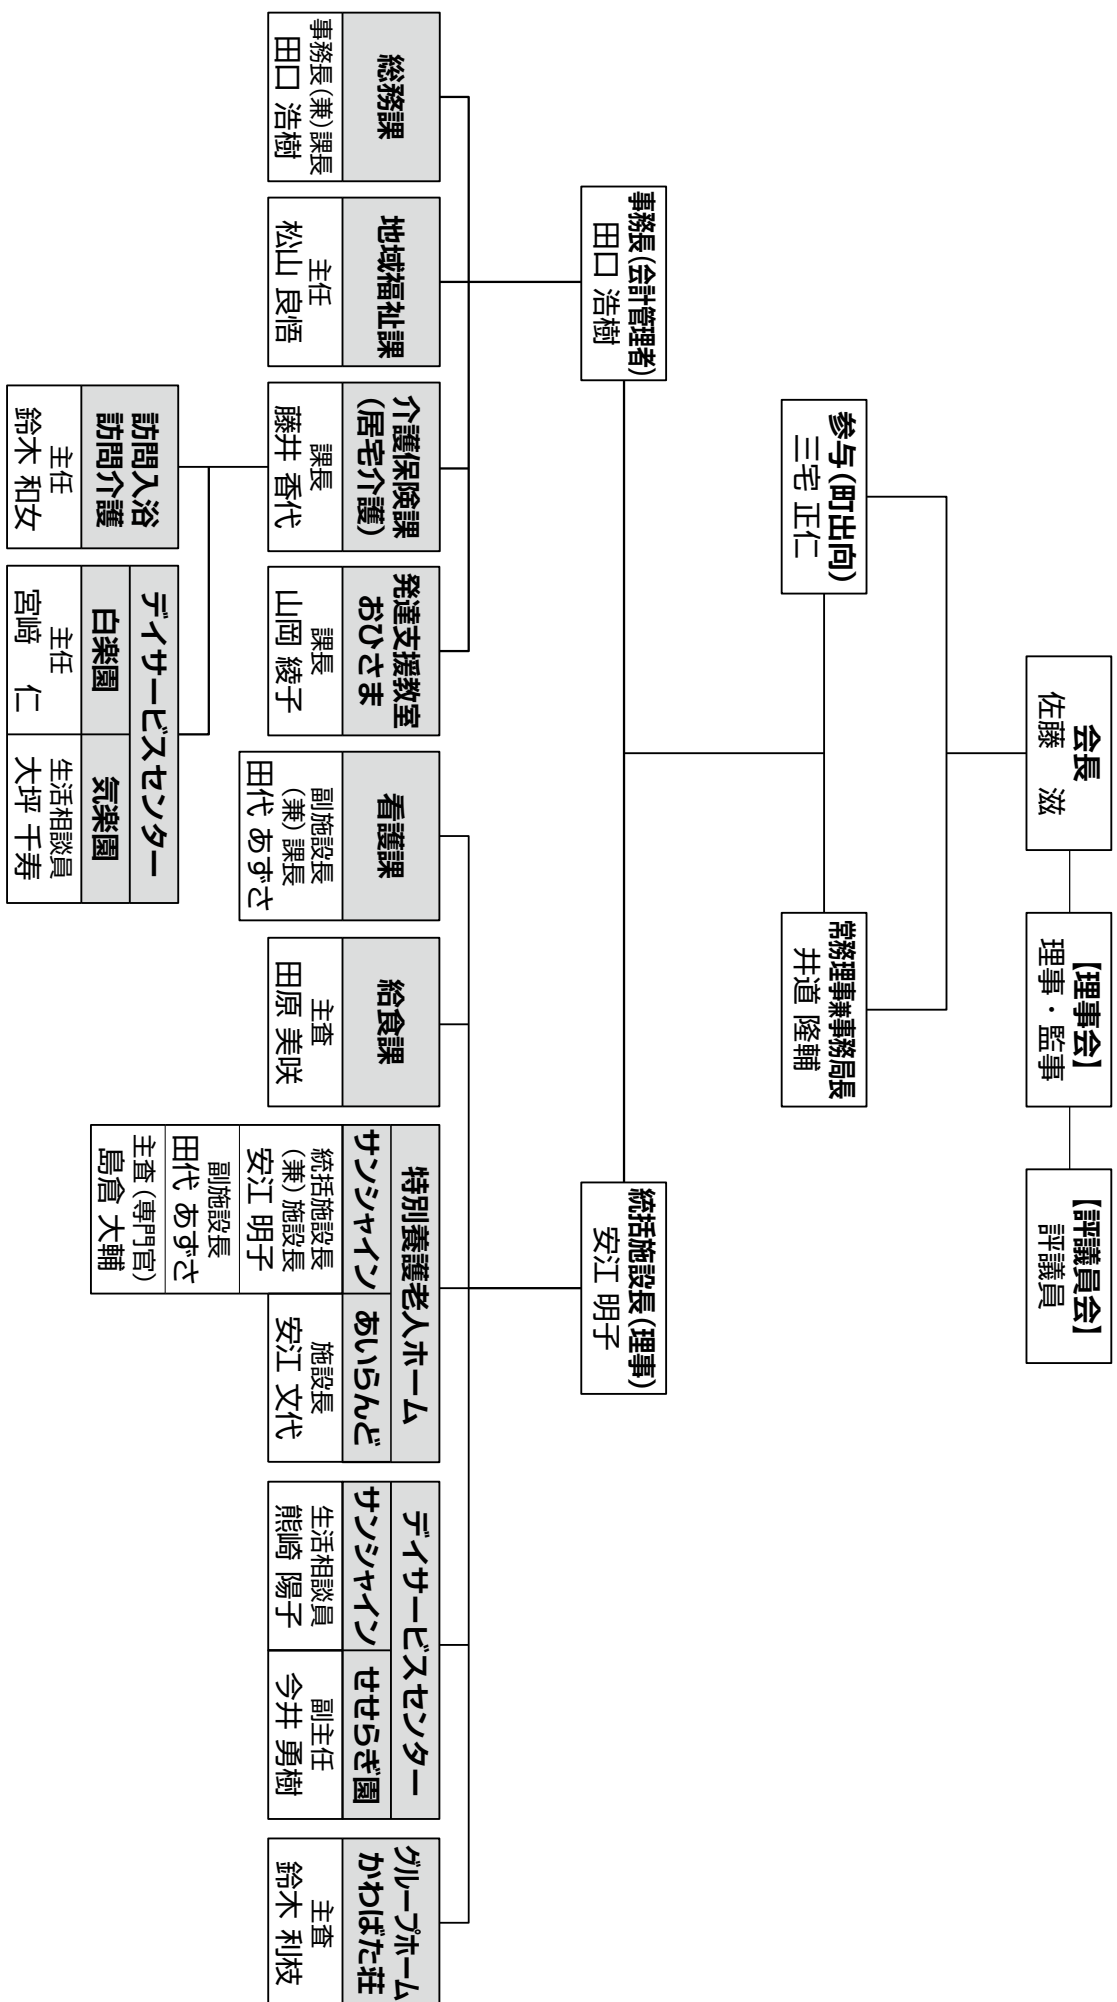 会長
佐藤　滋
【理事会】
理事・監事
【評議員会】
評議員
参与（町出向）
三宅 正仁
常務理事兼事務局長
井道 隆輔
事務長（会計管理者）
田口 浩樹
統括施設長（理事）
安江 明子
総務課
事務長（兼）課長
田口 浩樹
地域福祉課
主任
松山 良悟
介護保険課
（居宅介護）
課長
藤井 香代
発達支援教室
おひさま
課長
山岡 綾子
看護課
副施設長
（兼）課長
田代 あずさ
給食課
主査
田原 美咲
特別養護老人ホーム
サンシャイン
統括施設長
（兼）施設長
安江 明子
副施設長
田代 あずさ
主査（専門官）
島倉 大輔
あいらんど
施設長
安江 文代
デイサービスセンター
サンシャイン
生活相談員
熊崎 陽子
せせらぎ園
副主任
今井 勇樹
グループホーム
かわばた荘
主査
鈴木 利枝
訪問入浴
訪問介護
主任
鈴木 和女
デイサービスセンター
白楽園
主任
宮﨑　仁
気楽園
生活相談員
大坪 千寿